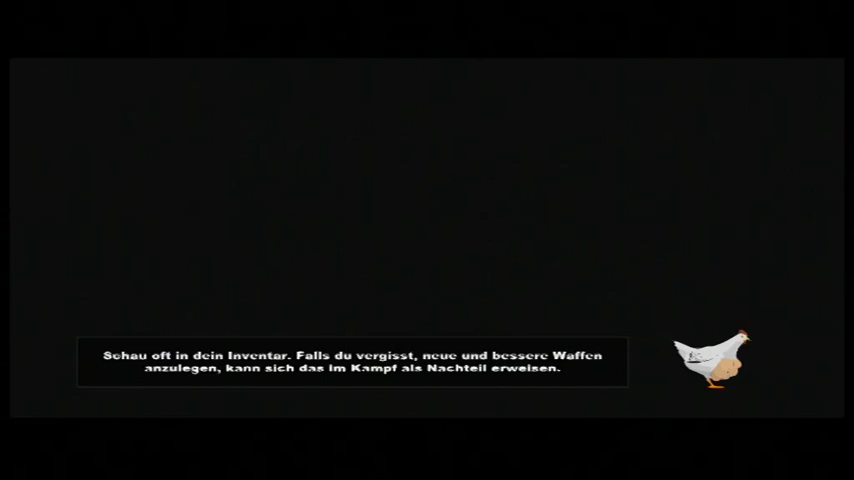 Schau oft in dein Inventar. Falls du vergisst, neue und bessere Waffen
anzulegen, kann sich das im Kampf als Nachteil erweisen.